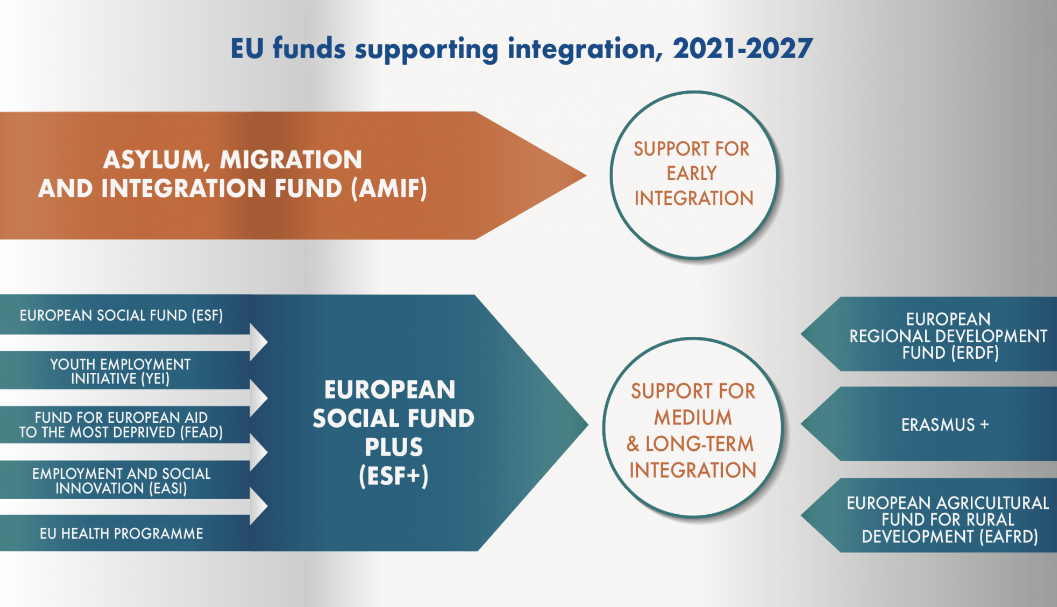 EU funds supporting integration, 2021-2027
ASYLUM, MIGRATION
AND INTEGRATION FUND (AMIF)
SUPPORT FOR
EARLY
INTEGRATION
EUROPEAN SOCIAL FUND (ESF)
YOUTH EMPLOYMENT
INITIATIVE (YEI)
FUND FOR EUROPEAN AID
TO THE MOST DEPRIVED (FEAD)
EMPLOYMENT AND SOCIAL
INNOVATION (EASI)
EU HEALTH PROGRAMME
EUROPEAN
SOCIAL FUND
PLUS
(ESF+)
SUPPORT FOR
MEDIUM
& LONG-TERM
INTEGRATION
EUROPEAN
REGIONAL DEVELOPMENT
FUND (ERDF)
ERASMUS +
EUROPEAN AGRICULTURAL
FUND FOR RURAL
DEVELOPMENT (EAFRD)